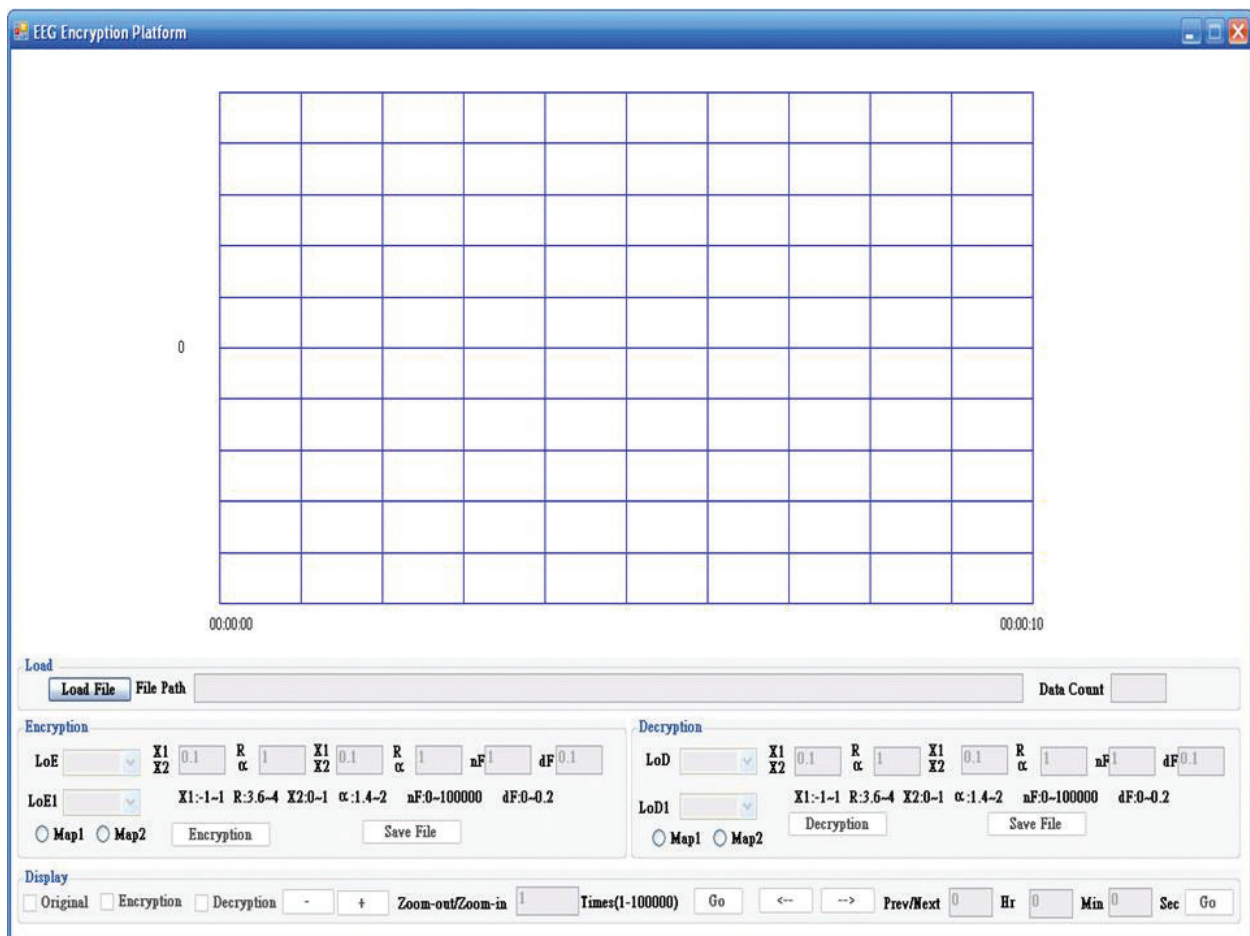 EEG Encryption Platform
0
00:00:00 00:00:10
Load
Load File File Path Data Count
Encryption
LoE X1 X2 0.1 R α 1 X1 X2 0.1 R α 1 nF 1 dF 0.1
LoE1 X1:-1~1 R:3.6~4 X2:0~1 α:1.4~2 nF:0~100000 dF:0~0.2
Map1 Map2 Encryption Save File
Decryption
LoD X1 X2 0.1 R α 1 X1 X2 0.1 R α 1 nF 1 dF 0.1
LoD1 X1:-1~1 R:3.6~4 X2:0~1 α:1.4~2 nF:0~100000 dF:0~0.2
Map1 Map2 Decryption Save File
Display
Original Encryption Decryption - + Zoom-out/Zoom-in 1 Times(1-100000) Go <-- --> Prev/Next 0 Hr 0 Min 0 Sec Go